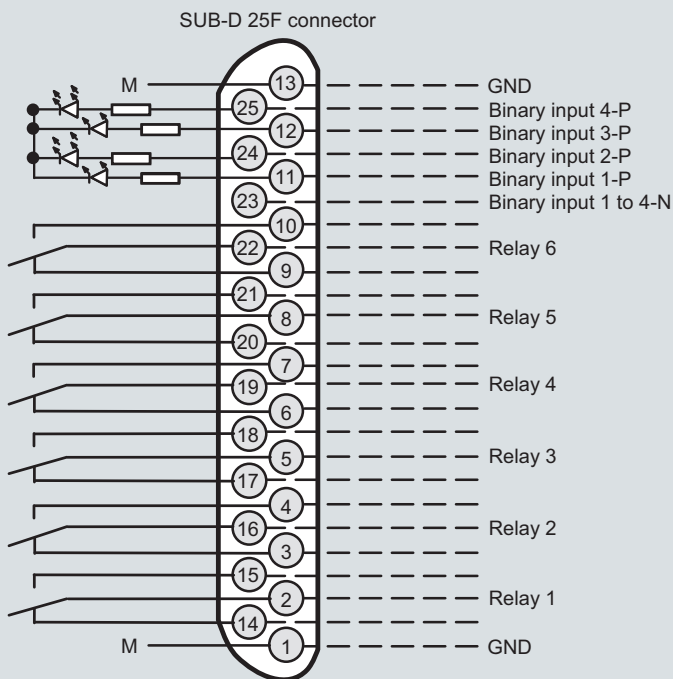 SUB-D 25F connector
M 13 GND
25 Binary input 4-P
12 Binary input 3-P
24 Binary input 2-P
11 Binary input 1-P
23 Binary input 1 to 4-N
10
22 Relay 6
9
21
8 Relay 5
20
7
19 Relay 4
6
18
5 Relay 3
17
4
16 Relay 2
3
15
2 Relay 1
14
M 1 GND